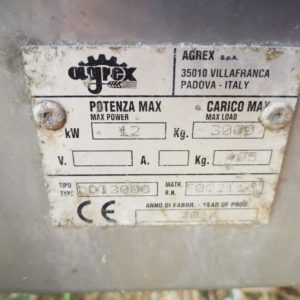 agrex
AGREX S.p.A.
35010 VILLAFRANCA
PADOVA - ITALY
POTENZA MAX
MAX POWER
CARICO MAX
MAX LOAD
kW 12 Kg. 3000
V. A. Kg.
TIPO
TYPE
MATR.
R.N.
CE
ANNO DI FABBR. - YEAR OF PROD